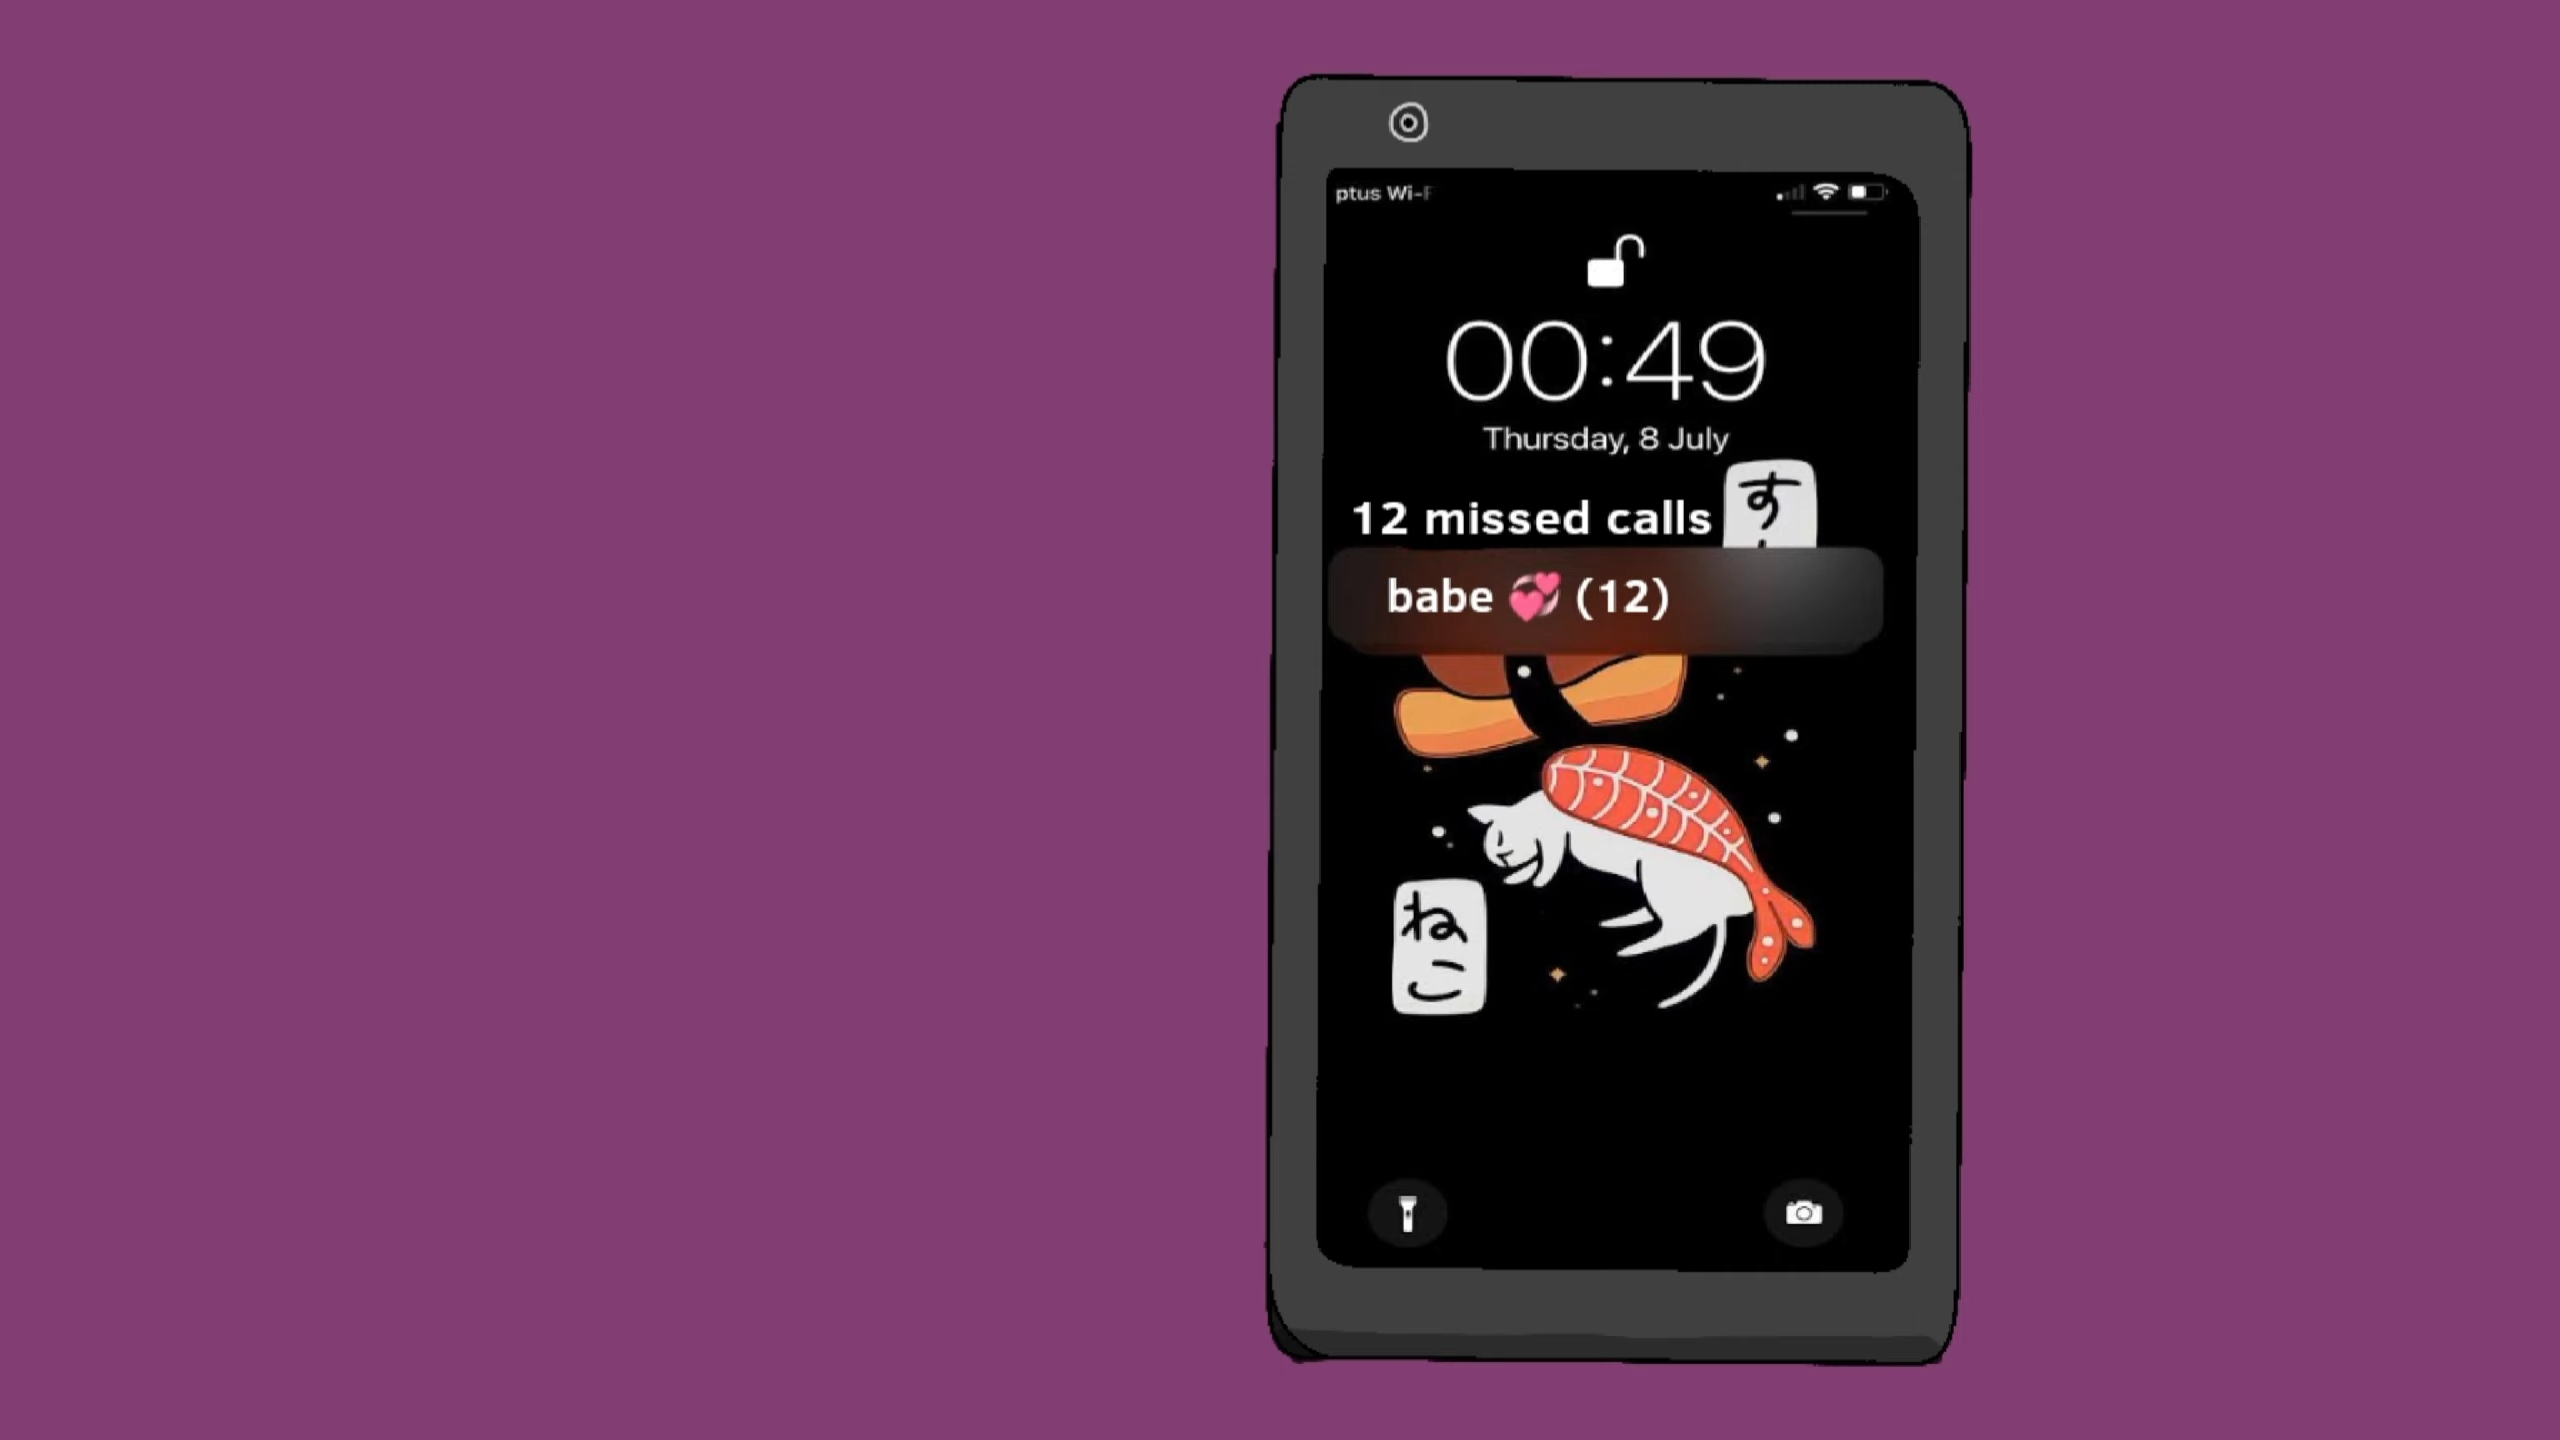 ptus Wi-F
00:49
Thursday, 8 July
12 missed calls
す
babe 💞 (12)
ね
こ